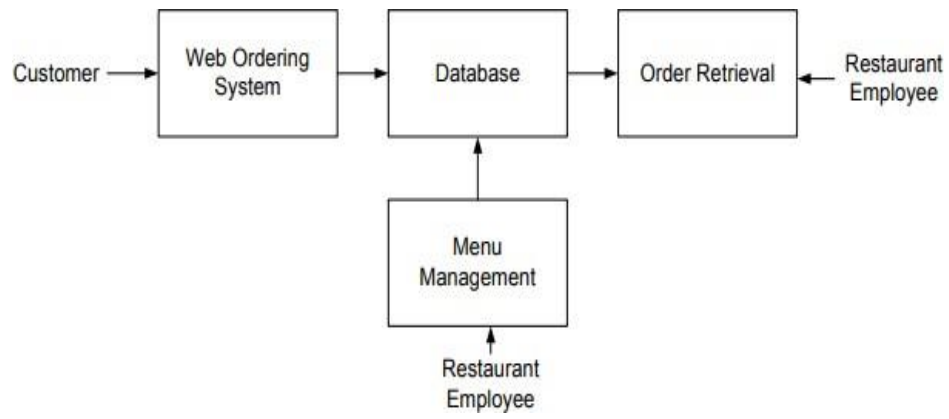 Customer
Web Ordering
System
Database
Order Retrieval
Restaurant
Employee
Menu
Management
Restaurant
Employee